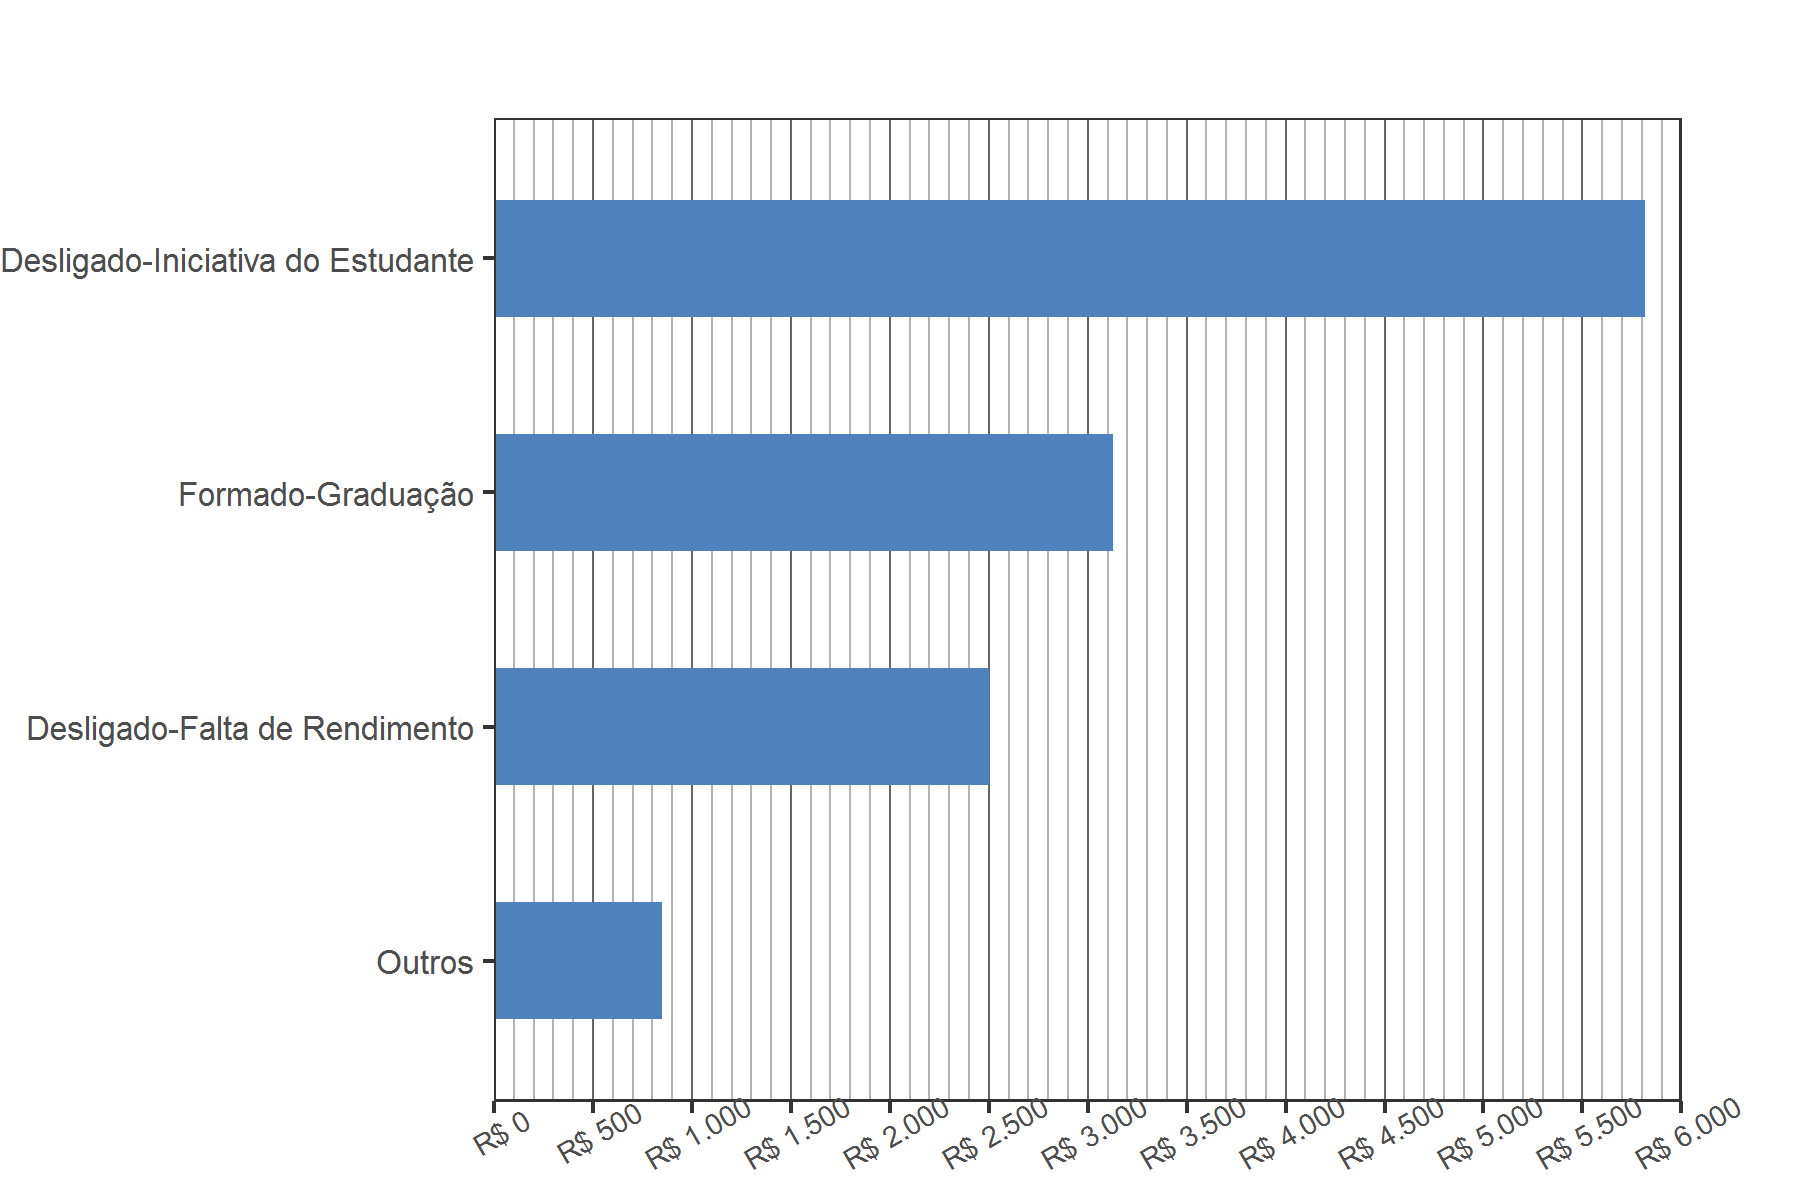 Desligado-Iniciativa do Estudante
Formado-Graduação
Desligado-Falta de Rendimento
Outros
R$ 0
R$ 500
R$ 1.000
R$ 1.500
R$ 2.000
R$ 2.500
R$ 3.000
R$ 3.500
R$ 4.000
R$ 4.500
R$ 5.000
R$ 5.500
R$ 6.000